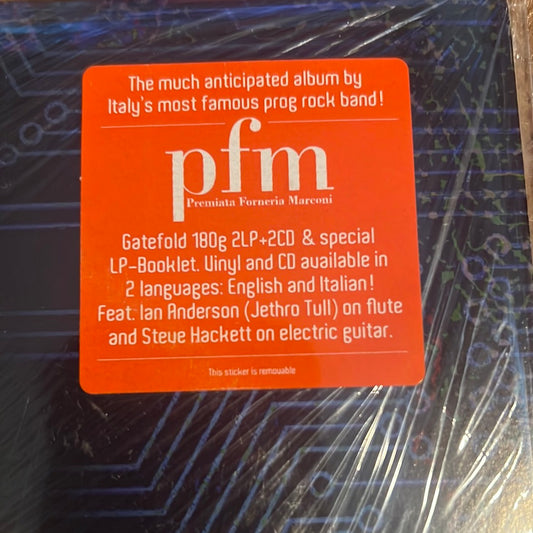 The much anticipated album by
Italy's most famous prog rock band!
pfm
Premiata Forneria Marconi
Gatefold 180g 2LP+2CD & special
LP-Booklet. Vinyl and CD available in
2 languages: English and Italian!
Feat: Ian Anderson (Jethro Tull) on flute
and Steve Hackett on electric guitar.
This sticker is removable